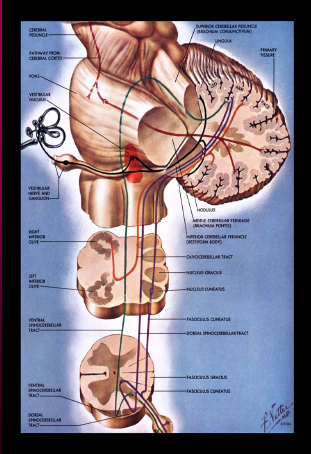 CEREBRAL
PEDUNCLE
PATHWAY FROM
CEREBRAL CORTEX
PONS
VESTIBULAR
NUCLEUS
VESTIBULAR
NERVE AND
GANGLION
RIGHT
INFERIOR
OLIVE
LEFT
INFERIOR
OLIVE
VENTRAL
SPINOCEREBELLAR
TRACT
VENTRAL
SPINOCEREBELLAR
TRACT
DORSAL
SPINOCEREBELLAR
TRACT
SUPERIOR CEREBELLAR PEDUNCLE
(BRACHIUM CONJUNCTIVUM)
LINGULA
PRIMARY
FISSURE
NODULUS
MIDDLE CEREBELLAR PEDUNCLE
(BRACHIUM PONTIS)
INFERIOR CEREBELLAR PEDUNCLE
(RESTIFORM BODY)
OLIVOCEREBELLAR TRACT
NUCLEUS GRACILIS
NUCLEUS CUNEATUS
FASCICULUS CUNEATUS
DORSAL SPINOCEREBELLAR TRACT
FASCICULUS GRACILIS
FASCICULUS CUNEATUS
F. Netter
M.D.